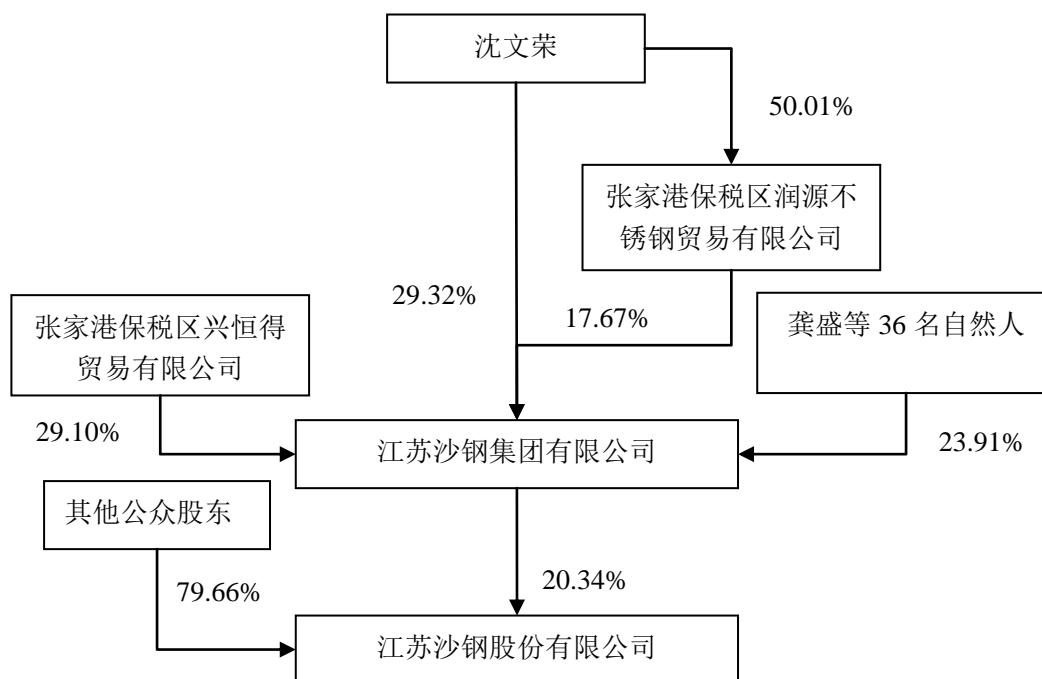 沈文荣
50.01%
张家港保税区润源不
锈钢贸易有限公司
29.32%
17.67%
张家港保税区兴恒得
贸易有限公司
龚盛等 36 名自然人
29.10%
江苏沙钢集团有限公司
23.91%
其他公众股东
79.66%
20.34%
江苏沙钢股份有限公司